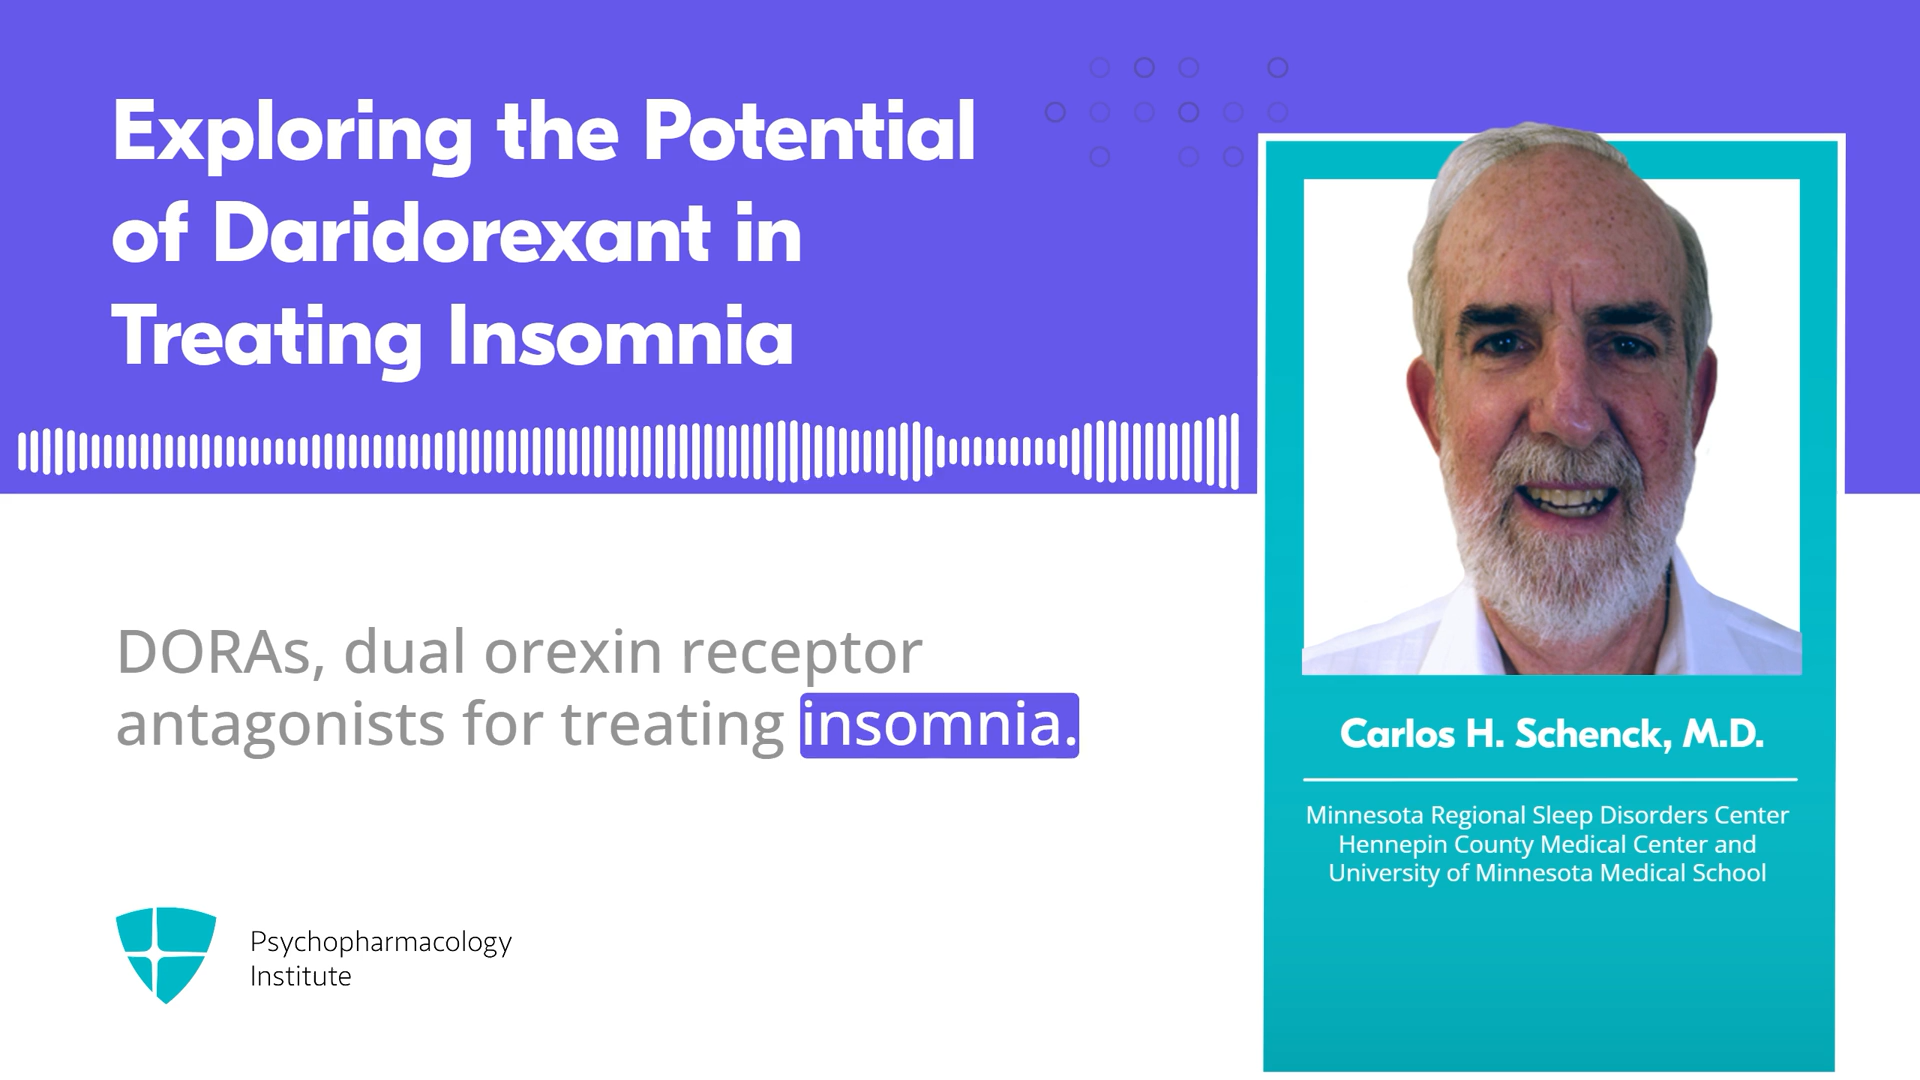 Exploring the Potential
of Daridorexant in
Treating Insomnia
DORAs, dual orexin receptor
antagonists for treating insomnia.
Psychopharmacology
Institute
Carlos H. Schenck, M.D.
Minnesota Regional Sleep Disorders Center
Hennepin County Medical Center and
University of Minnesota Medical School